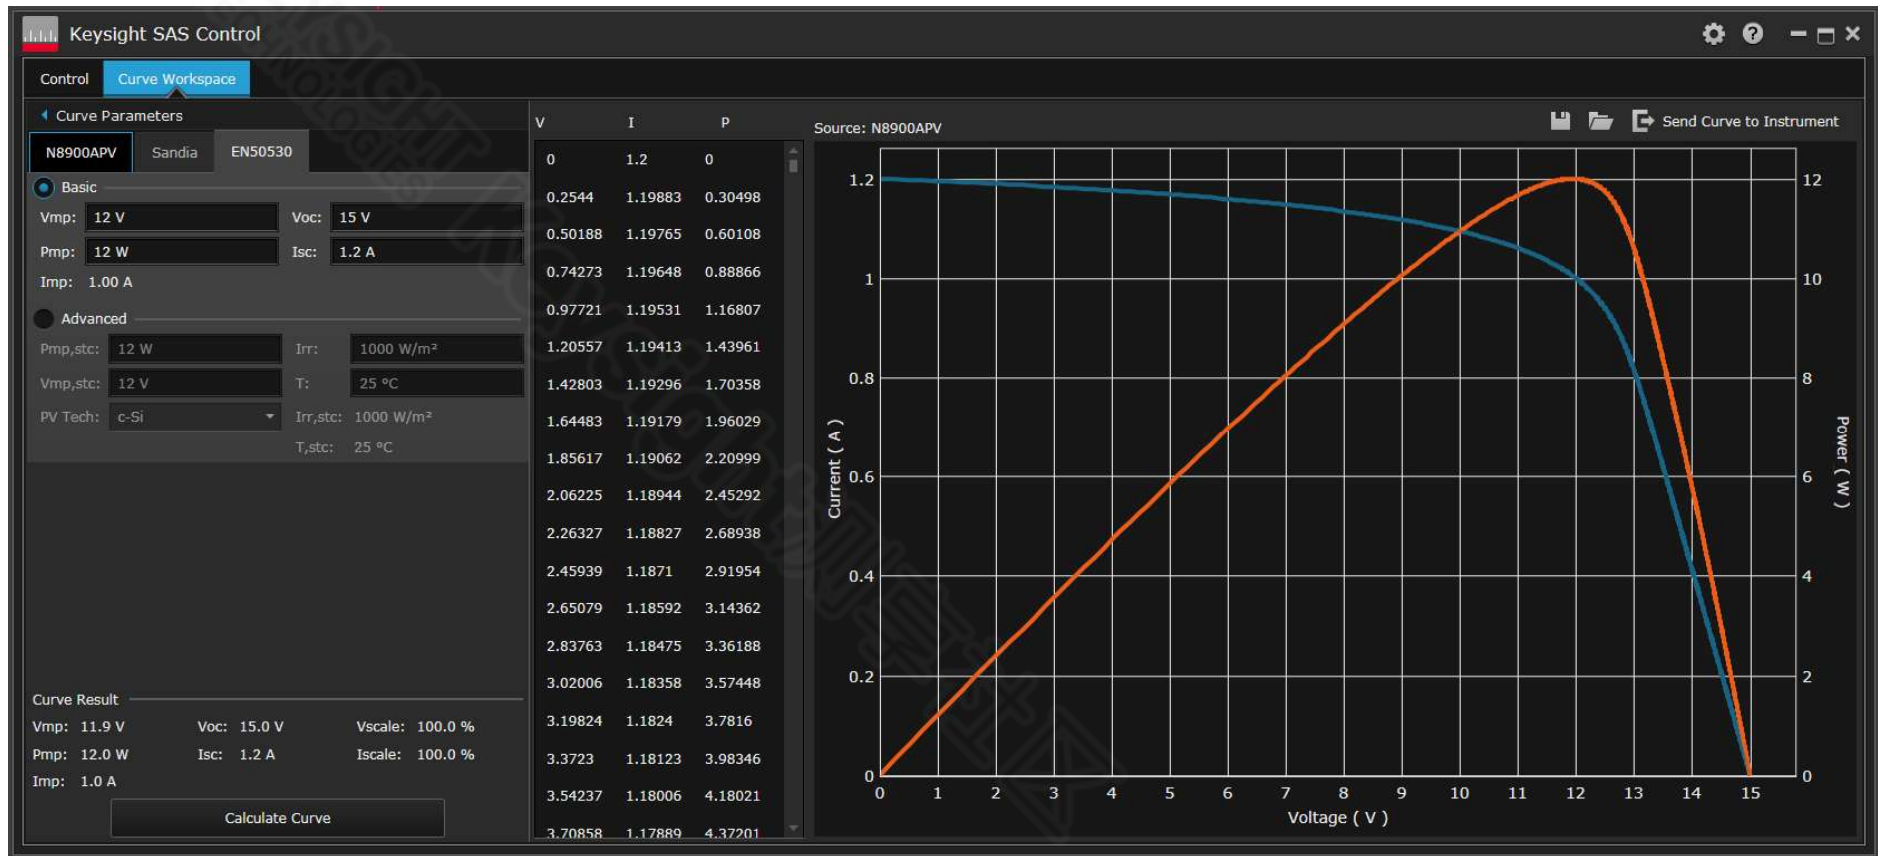 Keysight SAS Control
Control Curve Workspace
Curve Parameters
N8900APV Sandia EN50530
Basic
Vmp: 12 V Voc: 15 V
Pmp: 12 W Isc: 1.2 A
Imp: 1.00 A
Advanced
Pmp,stc: 12 W Irr: 1000 W/m²
Vmp,stc: 12 V T: 25 ºC
PV Tech: c-Si Irr,stc: 1000 W/m²
T,stc: 25 ºC
Curve Result
Vmp: 11.9 V Voc: 15.0 V Vscale: 100.0 %
Pmp: 12.0 W Isc: 1.2 A Iscale: 100.0 %
Imp: 1.0 A
Calculate Curve
V I P
0 1.2 0
0.2544 1.19883 0.30498
0.50188 1.19765 0.60108
0.74273 1.19648 0.88866
0.97721 1.19531 1.16807
1.20557 1.19413 1.43961
1.42803 1.19296 1.70358
1.64483 1.19179 1.96029
1.85617 1.19062 2.20999
2.06225 1.18944 2.45292
2.26327 1.18827 2.68938
2.45939 1.1871 2.91954
2.65079 1.18592 3.14362
2.83763 1.18475 3.36188
3.02006 1.18358 3.57448
3.19824 1.1824 3.7816
3.3723 1.18123 3.98346
3.54237 1.18006 4.18021
3.70858 1.17889 4.37201
Source: N8900APV
Send Curve to Instrument
1.2 12
1 10
0.8 8
0.6 6
0.4 4
0.2 2
0 0
Current ( A )
Power ( W )
0 1 2 3 4 5 6 7 8 9 10 11 12 13 14 15
Voltage ( V )